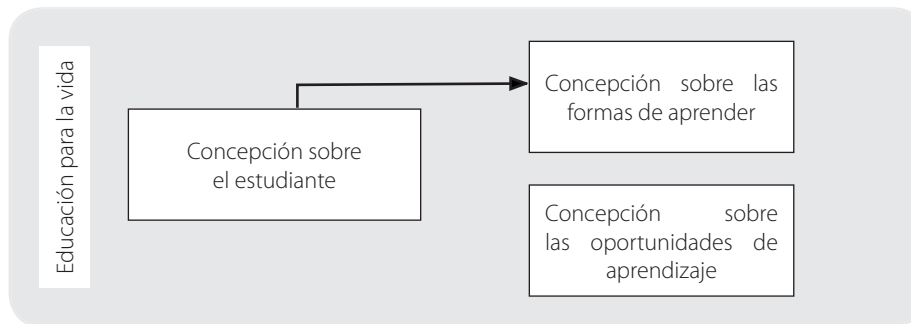 Educación para la vida
Concepción sobre
el estudiante
Concepción sobre las
formas de aprender
Concepción sobre
las oportunidades de
aprendizaje